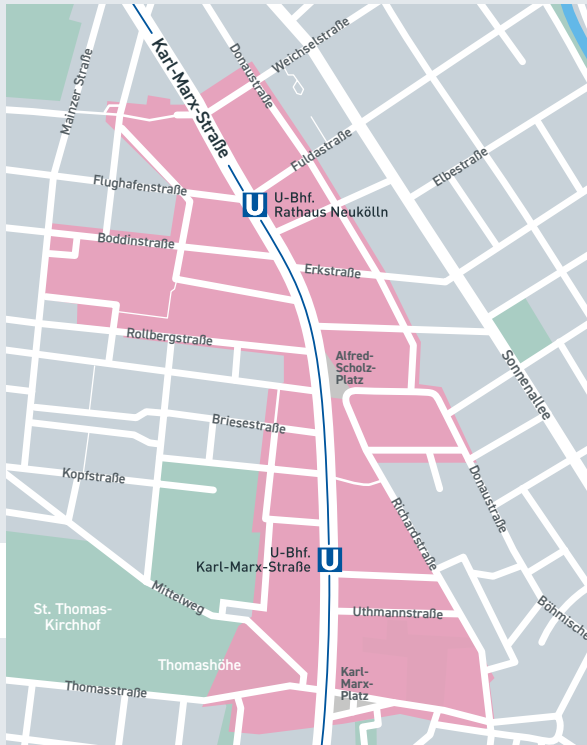 Weichselstraße
Donaustraße
Karl-Marx-Straße
Mainzer Straße
Fuldastraße
Elbestraße
Flughafenstraße
U
U-Bhf.
Rathaus Neukölln
Boddinstraße
Erkstraße
Rollbergstraße
Alfred-
Scholz-
Platz
Sonnenallee
Briesestraße
Kopfstraße
Donaustraße
Richardstraße
U-Bhf.
Karl-Marx-Straße
U
Mittelweg
Uthmannstraße
Böhmische
St. Thomas-
Kirchhof
Thomashöhe
Karl-
Marx-
Platz
Thomasstraße